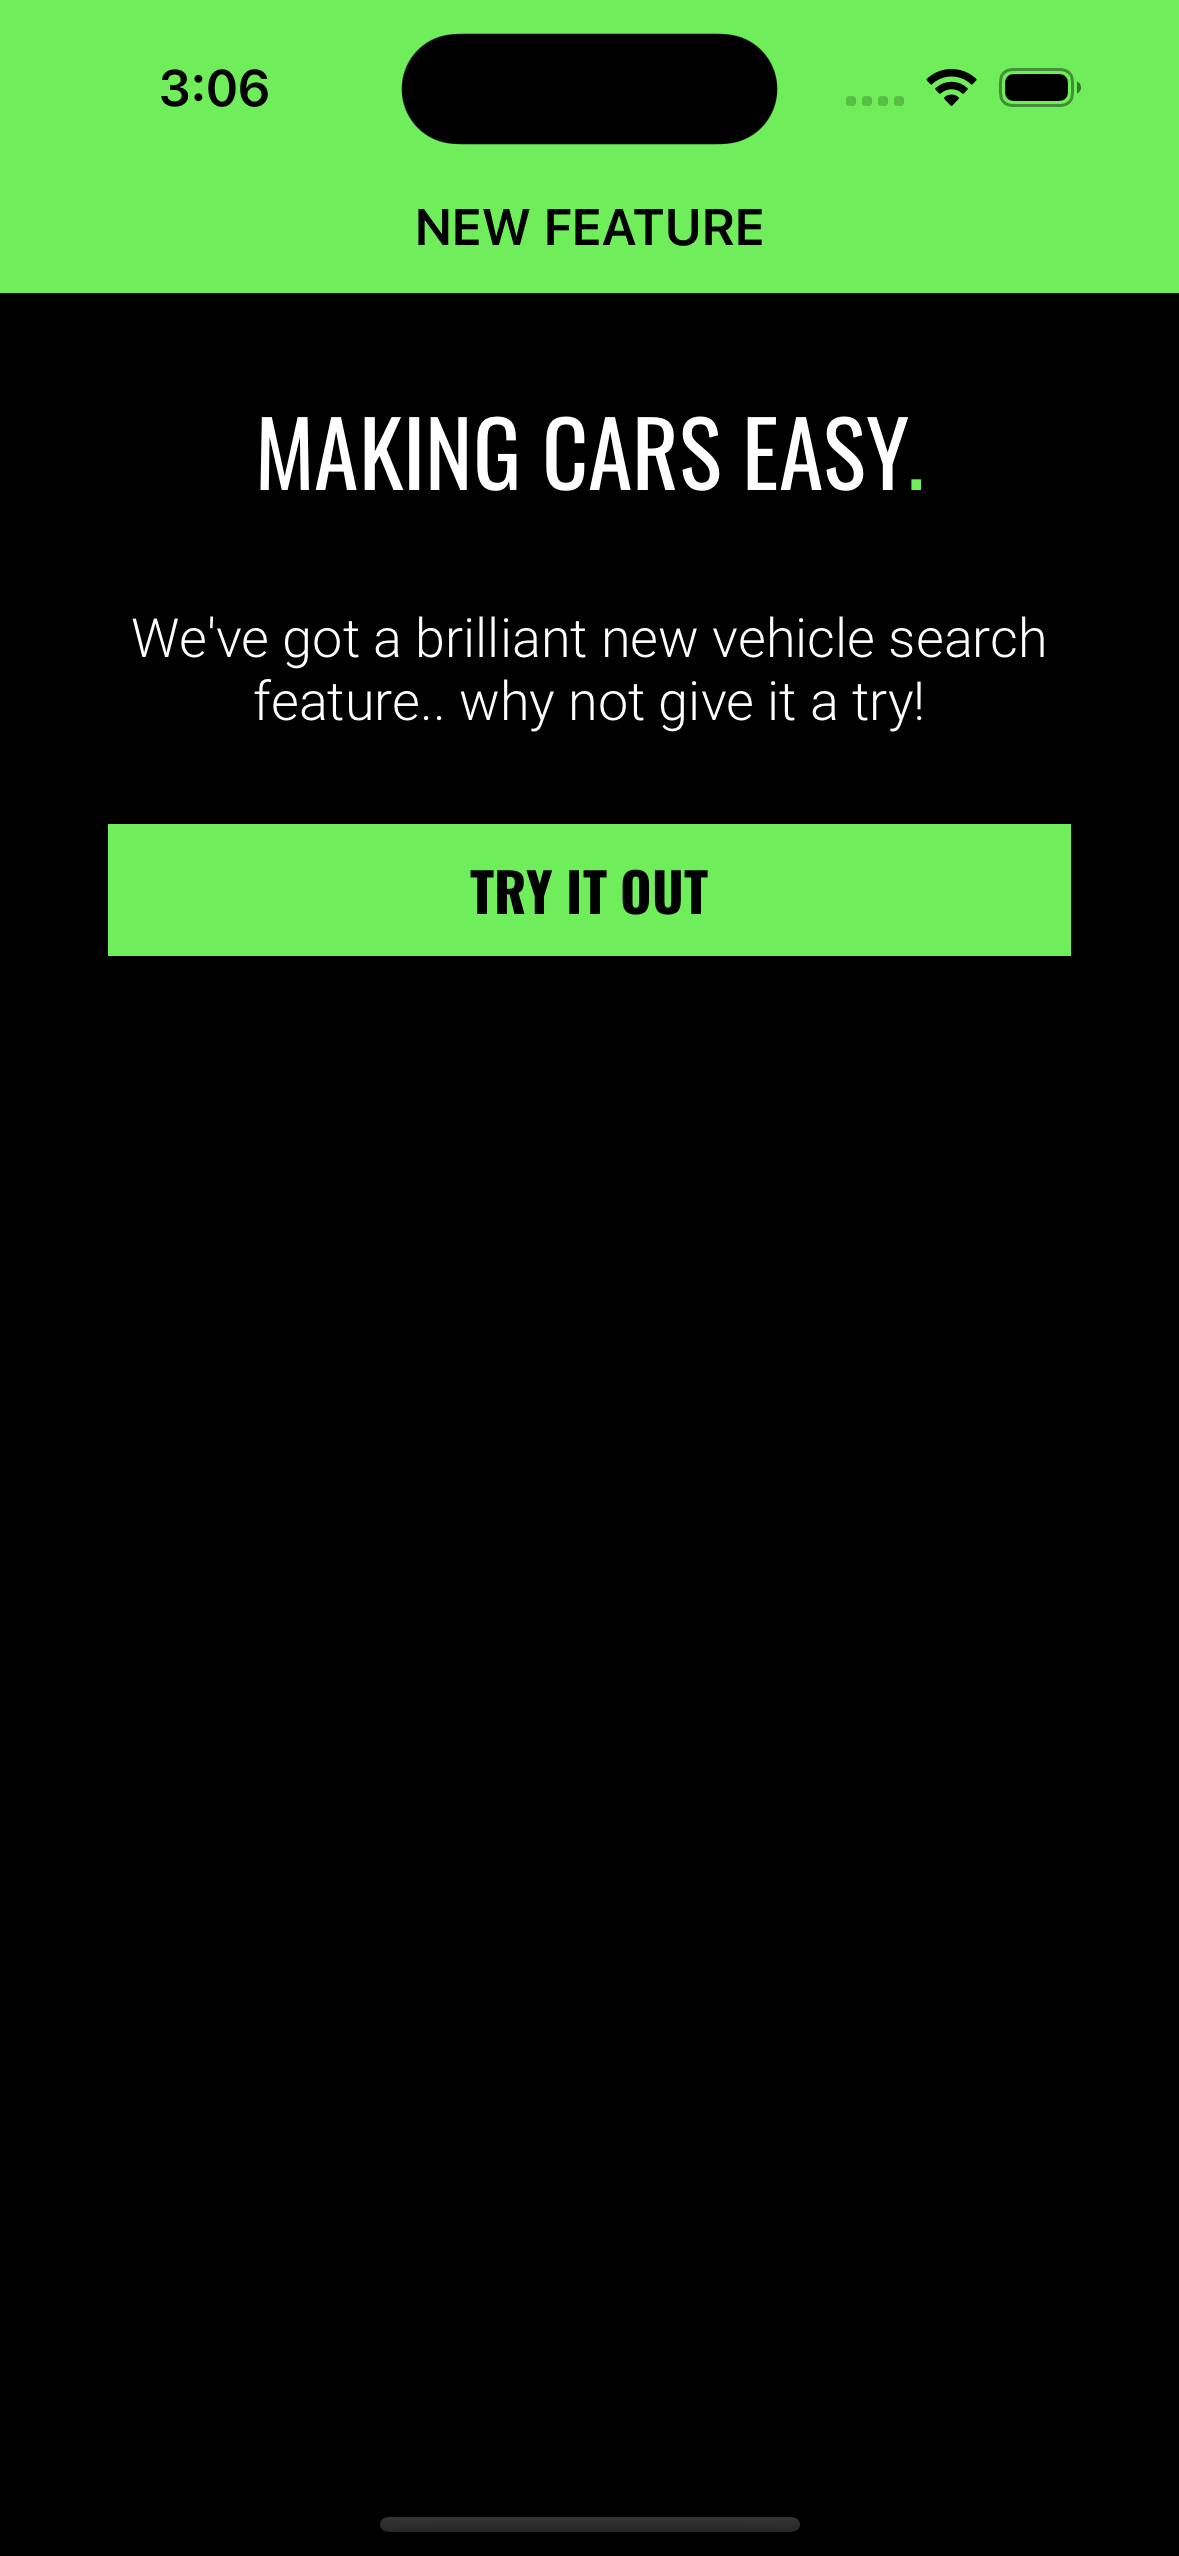 3:06
NEW FEATURE
MAKING CARS EASY.
We've got a brilliant new vehicle search
feature.. why not give it a try!
TRY IT OUT